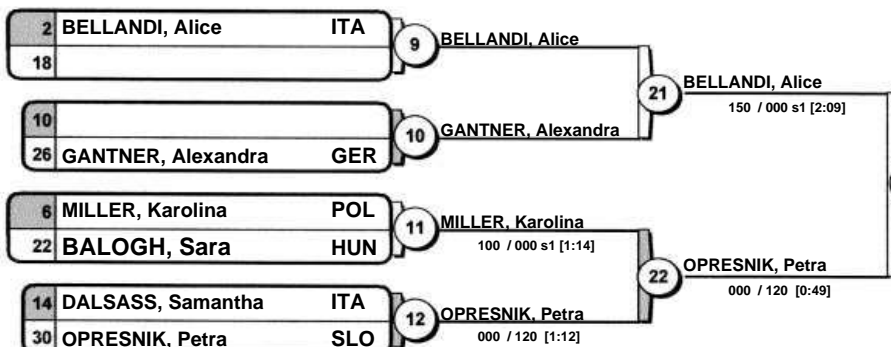 2 BELLANDI, Alice ITA
18
9
BELLANDI, Alice
10
26 GANTNER, Alexandra GER
10
GANTNER, Alexandra
21
BELLANDI, Alice
150 / 000 s1 [2:09]
6 MILLER, Karolina POL
22 BALOGH, Sara HUN
11
MILLER, Karolina
100 / 000 s1 [1:14]
14 DALSASS, Samantha ITA
30 OPRESNIK, Petra SLO
12
OPRESNIK, Petra
000 / 120 [1:12]
22
OPRESNIK, Petra
000 / 120 [0:49]